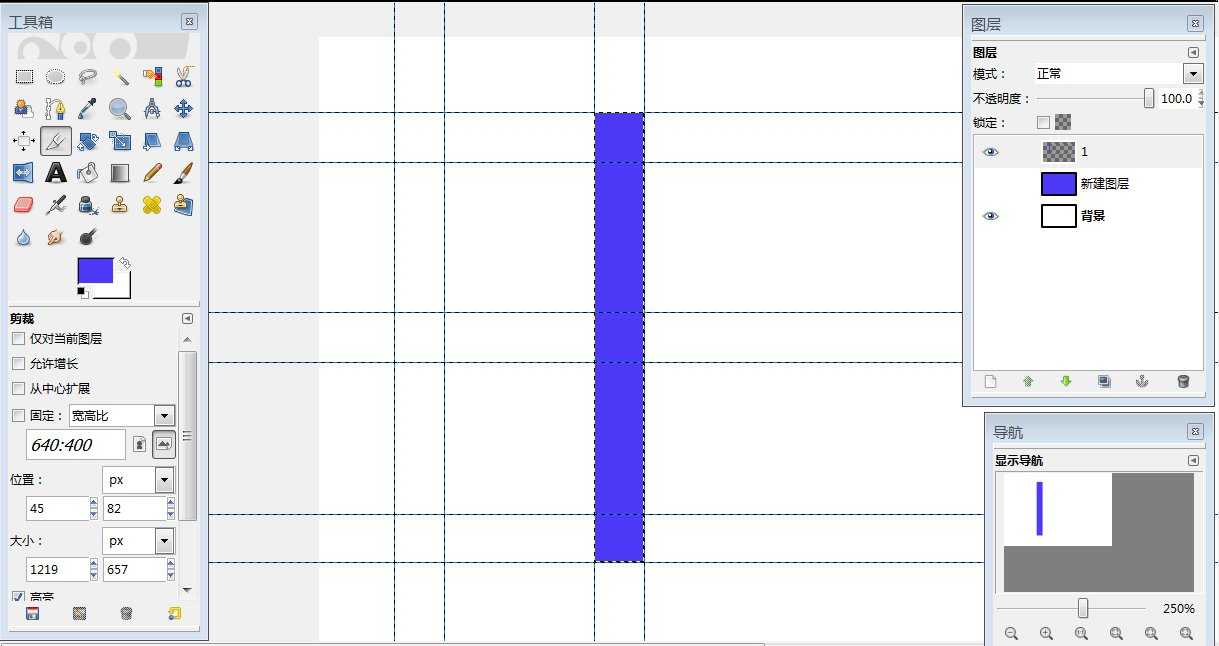 工具箱
剪裁
仅对当前图层
允许增长
从中心扩展
固定： 宽高比
640:400
位置： px
45 82
大小： px
1219 657
高亮
图层
图层
模式： 正常
不透明度： 100.0
锁定：
1
新建图层
背景
导航
显示导航
250%